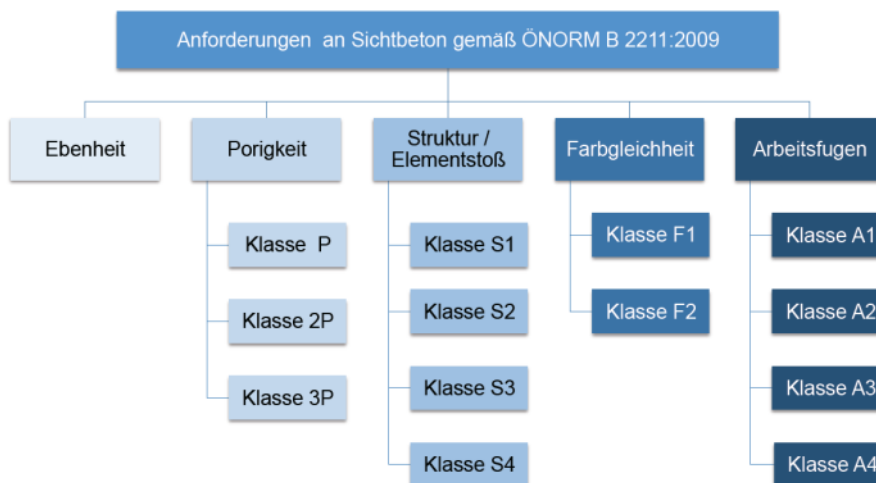 Anforderungen an Sichtbeton gemäß ÖNORM B 2211:2009
Ebenheit
Porigkeit
Klasse P
Klasse 2P
Klasse 3P
Struktur /
Elementstoß
Klasse S1
Klasse S2
Klasse S3
Klasse S4
Farbgleichheit
Klasse F1
Klasse F2
Arbeitsfugen
Klasse A1
Klasse A2
Klasse A3
Klasse A4